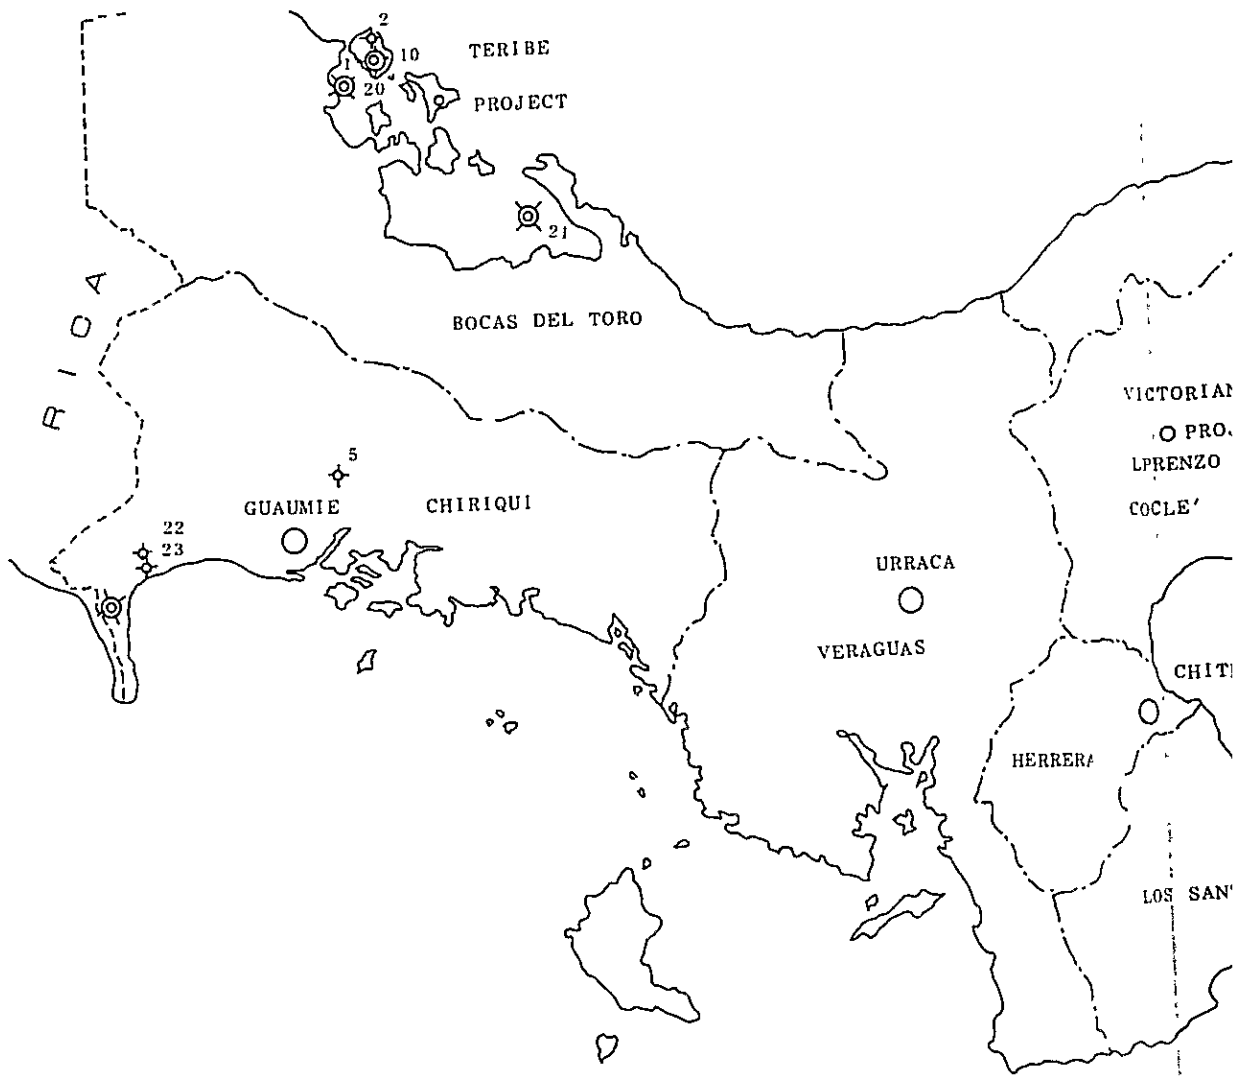 2
10
TERIBE
1
20
PROJECT
21
RICA
BOCAS DEL TORO
VICTORIAN
PROJ
LPRENZO
COCLE'
5
GUAUMIE
CHIRIQUI
22
23
URRACA
VERAGUAS
CHIT
HERRERA
LOS SAN